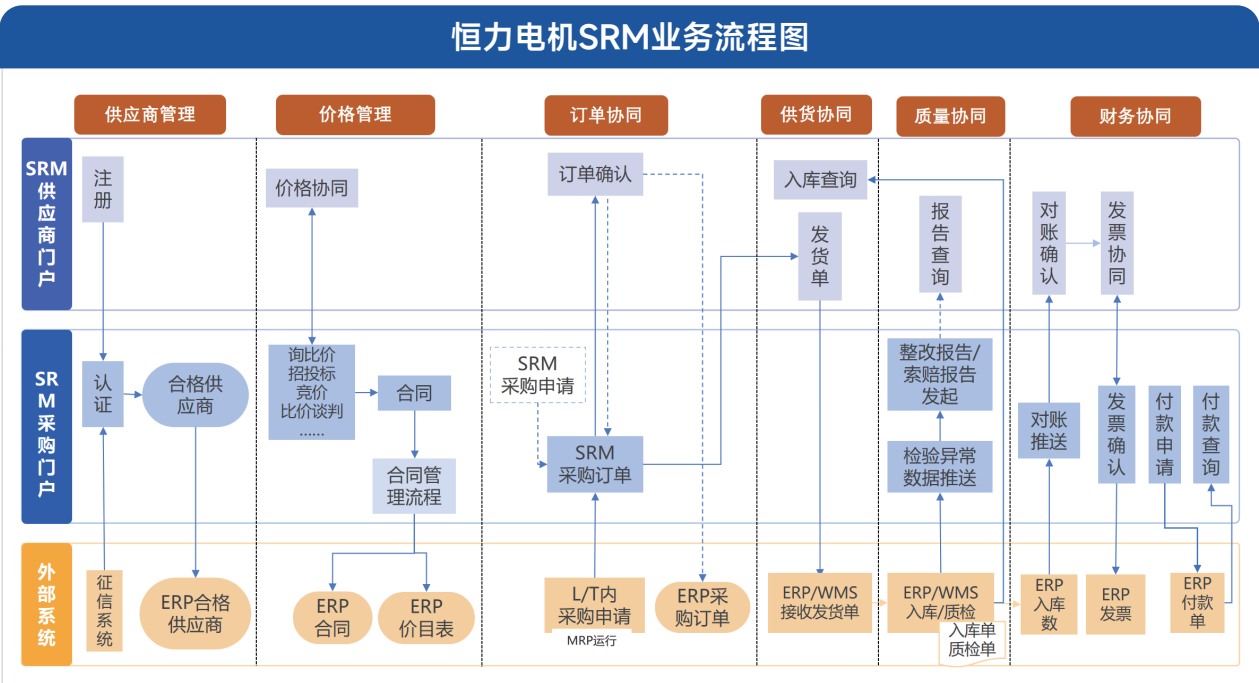 恒力电机SRM业务流程图
供应商管理
价格管理
订单协同
供货协同
质量协同
财务协同
SRM
供
应
商
门
户
注
册
价格协同
订单确认
入库查询
发
货
单
报
告
查
询
对
账
确
认
发
票
协
同
SR
M
采
购
门
户
认
证
合格供
应商
询比价
招投标
竞价
比价谈判
......
合同
合同管
理流程
SRM
采购申请
SRM
采购订单
整改报告/
索赔报告
发起
检验异常
数据推送
对账
推送
发
票
确
认
付
款
申
请
付
款
查
询
外
部
系
统
征
信
系
统
ERP合格
供应商
ERP
合同
ERP
价目表
L/T内
采购申请
MRP运行
ERP采
购订单
ERP/WMS
接收发货单
ERP/WMS
入库/质检
入库单
质检单
ERP
入库
数
ERP
发票
ERP
付款
单